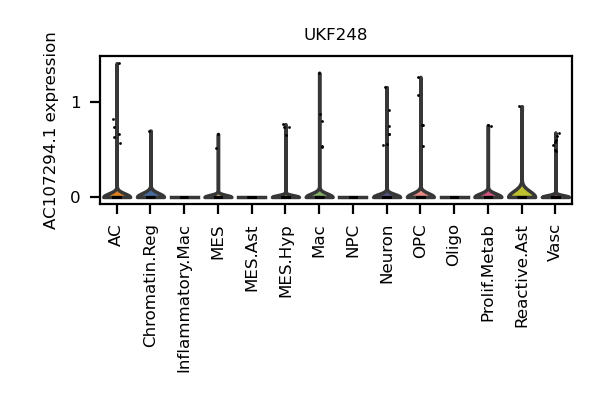 UKF248
AC107294.1 expression
1
0
AC
Chromatin.Reg
Inflammatory.Mac
MES
MES.Ast
MES.Hyp
Mac
NPC
Neuron
OPC
Oligo
Prolif.Metab
Reactive.Ast
Vasc